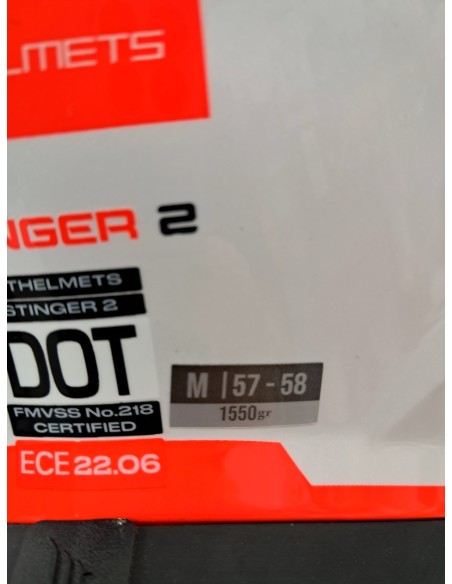 LMETS
NGER 2
THELMETS
STINGER 2
DOT
FMVSS No.218
CERTIFIED
M | 57 - 58
1550gr
ECE 22.06